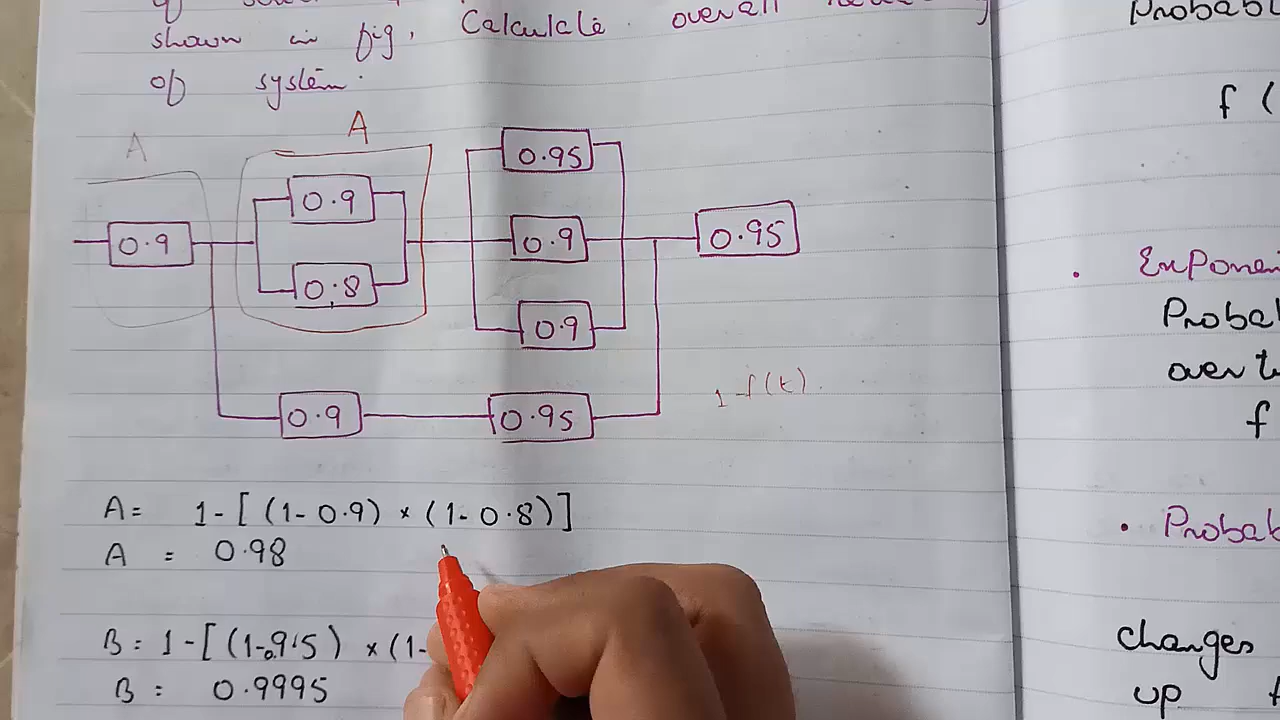 shown in fig, Calculate overall
of system.
A
A
0.9
0.9
0.8
0.95
0.9
0.9
0.95
0.9
0.95
1-f(t).
A = 1-[(1-0.9) × (1-0.8)]
A = 0.98
B = 1-[(1-0.95) × (1-
B = 0.9995
f (
Probab
over t
f
changes
up